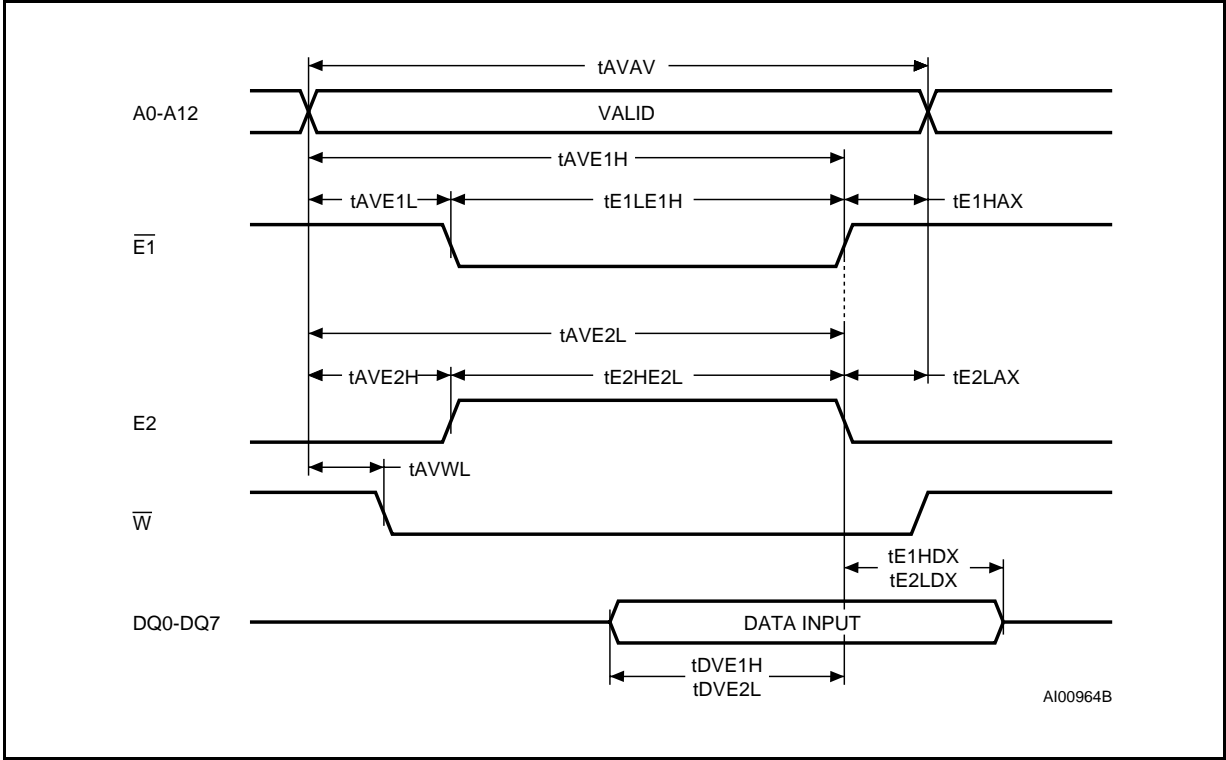 tAVAV
A0-A12
VALID
tAVE1H
tAVE1L
tE1LE1H
tE1HAX
E1
tAVE2L
tAVE2H
tE2HE2L
tE2LAX
E2
tAVWL
W
tE1HDX
tE2LDX
DQ0-DQ7
DATA INPUT
tDVE1H
tDVE2L
AI00964B